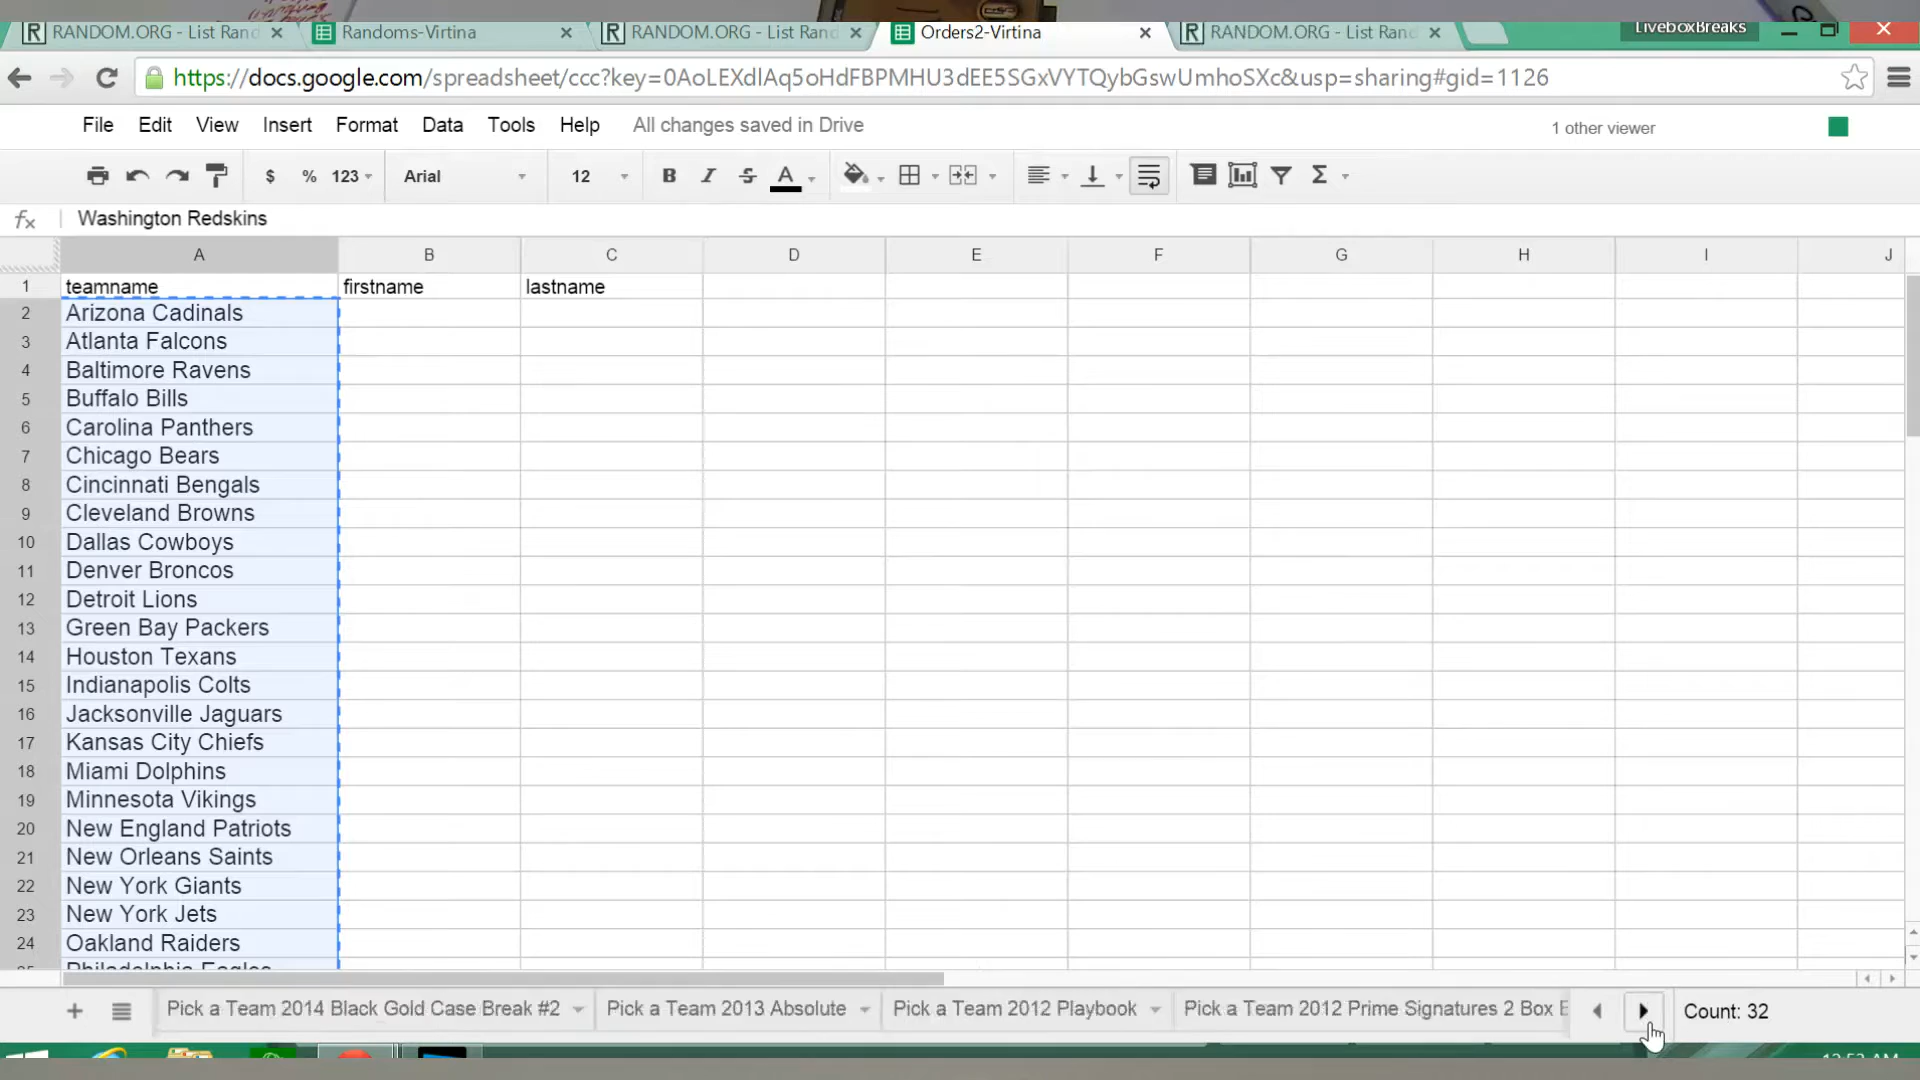 RANDOM.ORG - List Rand
Randoms-Virtina
RANDOM.ORG - List Rand
Orders2-Virtina
RANDOM.ORG - List Rand
LiveboxBreaks
https://docs.google.com/spreadsheet/ccc?key=0AoLEXdlAq5oHdFBPMHU3dEE5SGxVYTQybGswUmhoSXc&usp=sharing#gid=1126
File Edit View Insert Format Data Tools Help All changes saved in Drive 1 other viewer
$ % 123 Arial 12 B I S A Σ
fx Washington Redskins
A B C D E F G H I J
1 teamname firstname lastname
2 Arizona Cadinals
3 Atlanta Falcons
4 Baltimore Ravens
5 Buffalo Bills
6 Carolina Panthers
7 Chicago Bears
8 Cincinnati Bengals
9 Cleveland Browns
10 Dallas Cowboys
11 Denver Broncos
12 Detroit Lions
13 Green Bay Packers
14 Houston Texans
15 Indianapolis Colts
16 Jacksonville Jaguars
17 Kansas City Chiefs
18 Miami Dolphins
19 Minnesota Vikings
20 New England Patriots
21 New Orleans Saints
22 New York Giants
23 New York Jets
24 Oakland Raiders
25 Philadelphia Eagles
+ Pick a Team 2014 Black Gold Case Break #2 Pick a Team 2013 Absolute Pick a Team 2012 Playbook Pick a Team 2012 Prime Signatures 2 Box Count: 32
12:53 AM